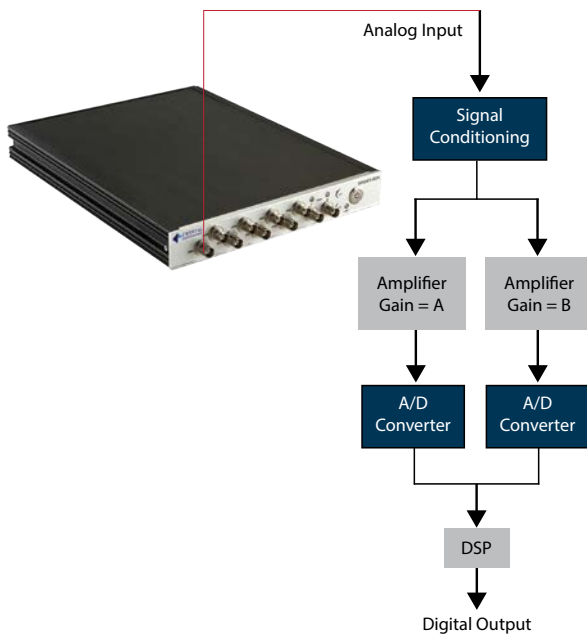 Analog Input
Signal
Conditioning
Amplifier
Gain = A
Amplifier
Gain = B
A/D
Converter
A/D
Converter
DSP
Digital Output